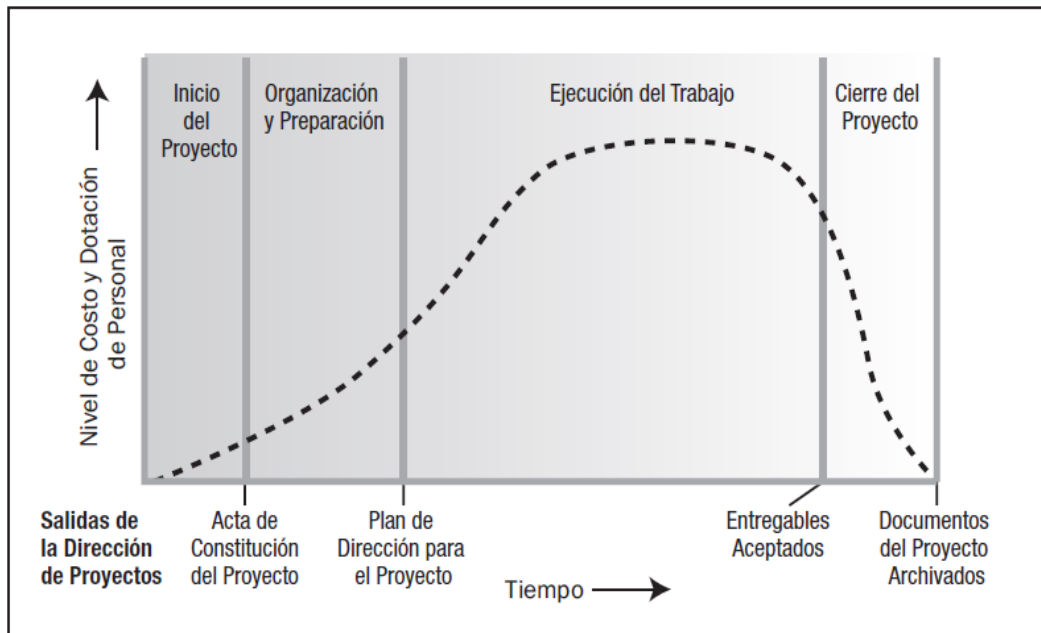 Inicio
del
Proyecto
Organización
y Preparación
Ejecución del Trabajo
Cierre del
Proyecto
Nivel de Costo y Dotación
de Personal
Salidas de
la Dirección
de Proyectos
Acta de
Constitución
del Proyecto
Plan de
Dirección para
el Proyecto
Entregables
Aceptados
Documentos
del Proyecto
Archivados
Tiempo